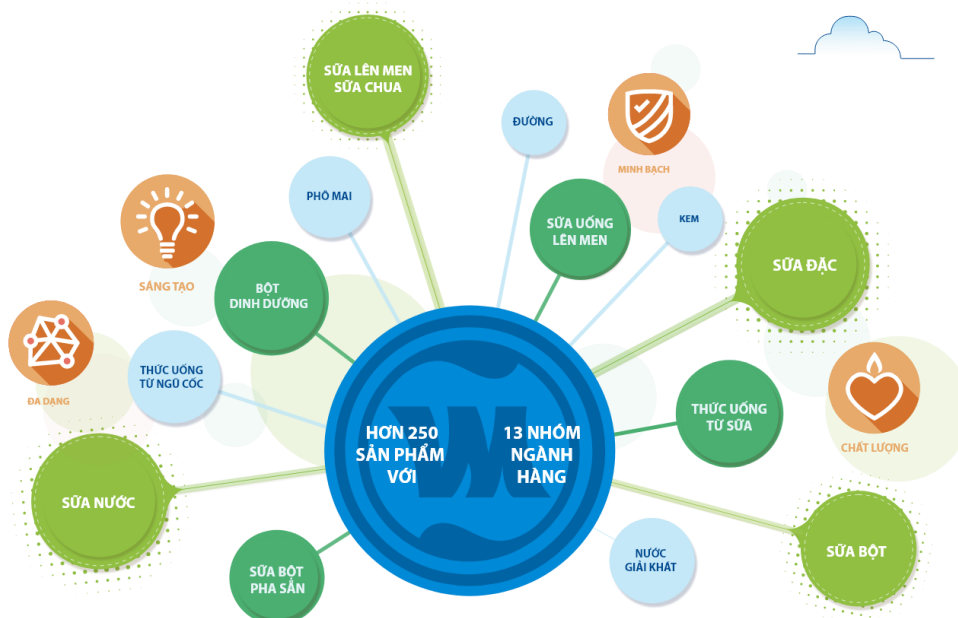 SỮA LÊN MEN
SỮA CHUA
ĐƯỜNG
MINH BẠCH
PHÔ MAI
SỮA UỐNG
LÊN MEN
KEM
SỮA ĐẶC
SÁNG TẠO
BỘT
DINH DƯỠNG
ĐA DẠNG
THỨC UỐNG
TỪ NGŨ CỐC
THỨC UỐNG
TỪ SỮA
CHẤT LƯỢNG
HƠN 250
SẢN PHẨM
VỚI
13 NHÓM
NGÀNH
HÀNG
SỮA NƯỚC
SỮA BỘT
NƯỚC
GIẢI KHÁT
SỮA BỘT
PHA SẴN